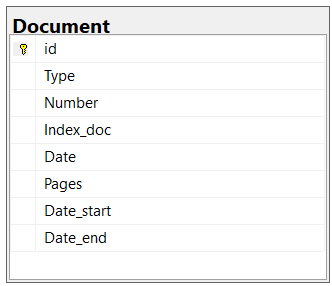 Document
id
Type
Number
Index_doc
Date
Pages
Date_start
Date_end